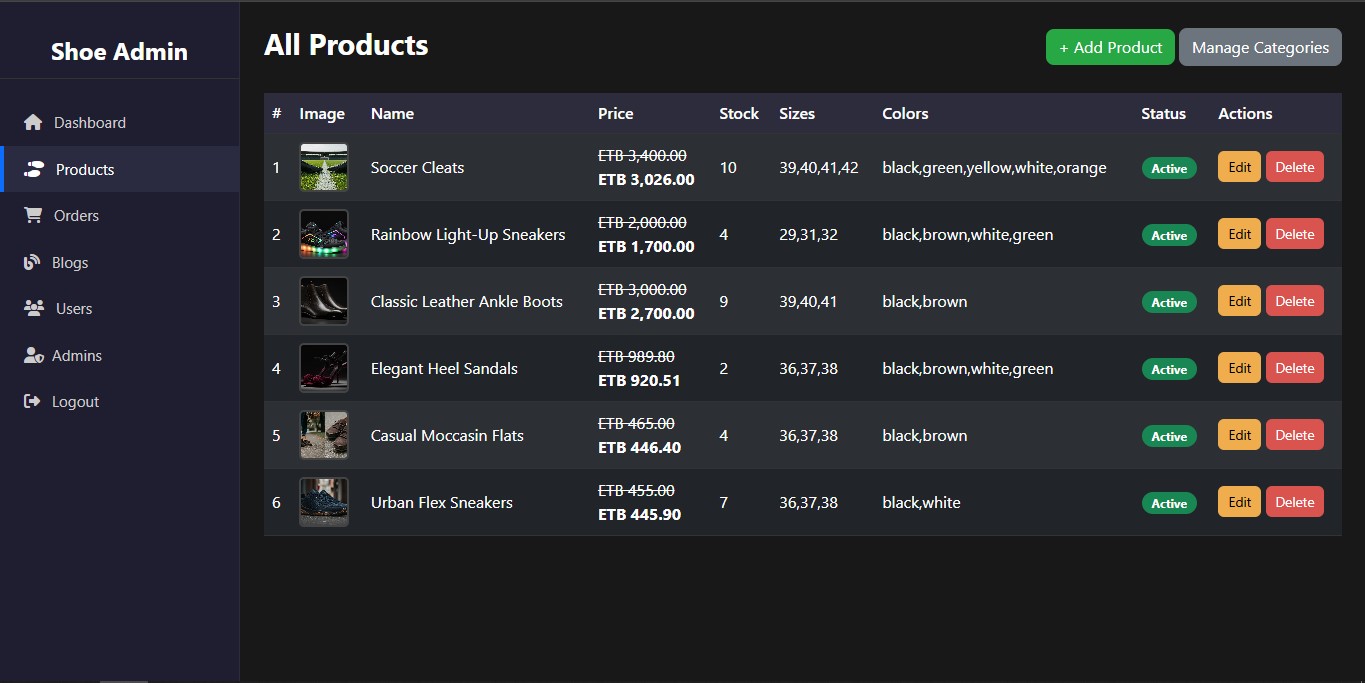 Shoe Admin
Dashboard
Products
Orders
Blogs
Users
Admins
Logout
All Products
+ Add Product Manage Categories
# Image Name Price Stock Sizes Colors Status Actions
1 Soccer Cleats ETB 3,400.00 ETB 3,026.00 10 39,40,41,42 black,green,yellow,white,orange Active Edit Delete
2 Rainbow Light-Up Sneakers ETB 2,000.00 ETB 1,700.00 4 29,31,32 black,brown,white,green Active Edit Delete
3 Classic Leather Ankle Boots ETB 3,000.00 ETB 2,700.00 9 39,40,41 black,brown Active Edit Delete
4 Elegant Heel Sandals ETB 989.80 ETB 920.51 2 36,37,38 black,brown,white,green Active Edit Delete
5 Casual Moccasin Flats ETB 465.00 ETB 446.40 4 36,37,38 black,brown Active Edit Delete
6 Urban Flex Sneakers ETB 455.00 ETB 445.90 7 36,37,38 black,white Active Edit Delete